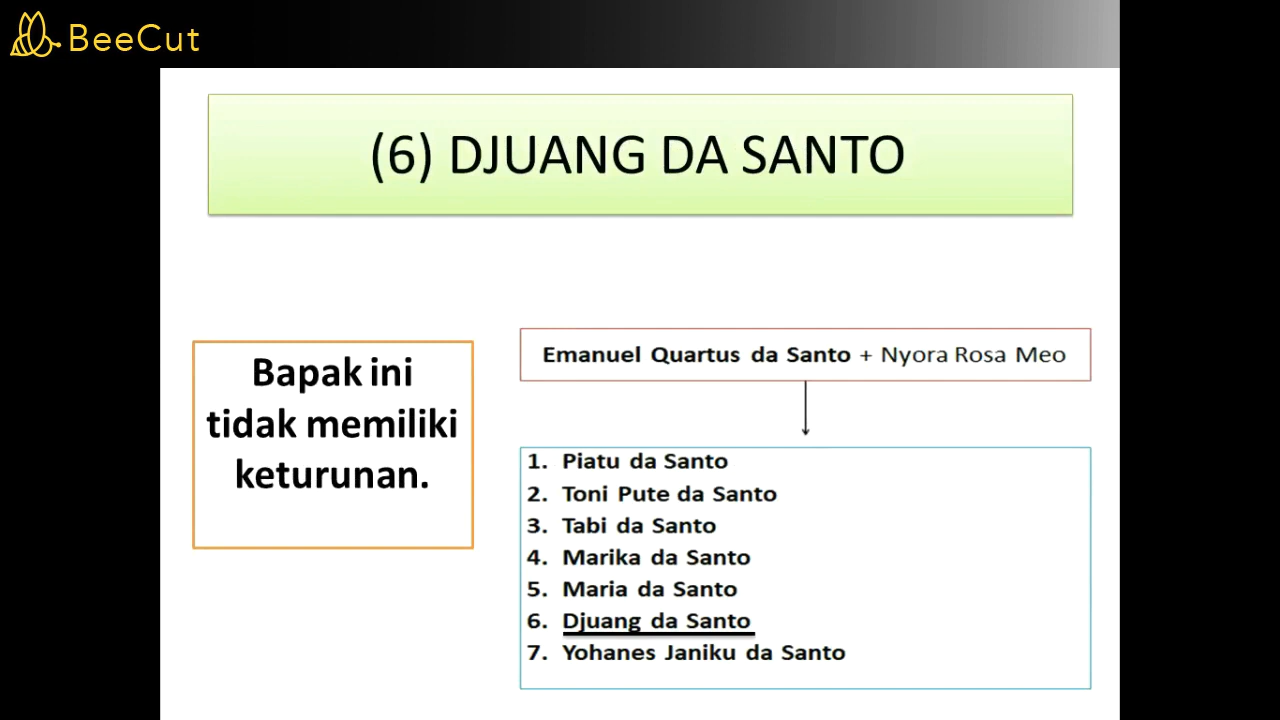 BeeCut
(6) DJUANG DA SANTO
Bapak ini
tidak memiliki
keturunan.
Emanuel Quartus da Santo + Nyora Rosa Meo
1. Piatu da Santo
2. Toni Pute da Santo
3. Tabi da Santo
4. Marika da Santo
5. Maria da Santo
6. Djuang da Santo
7. Yohanes Janiku da Santo